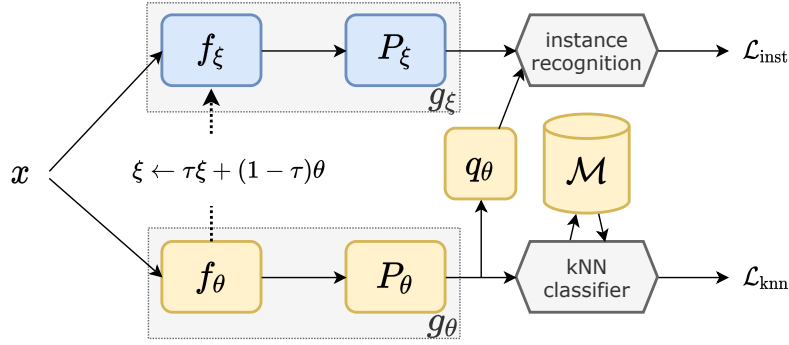 f_ξ
P_ξ
g_ξ
instance
recognition
ℒ_inst
x
ξ ← τξ + (1 − τ)θ
q_θ
ℳ
f_θ
P_θ
g_θ
kNN
classifier
ℒ_knn